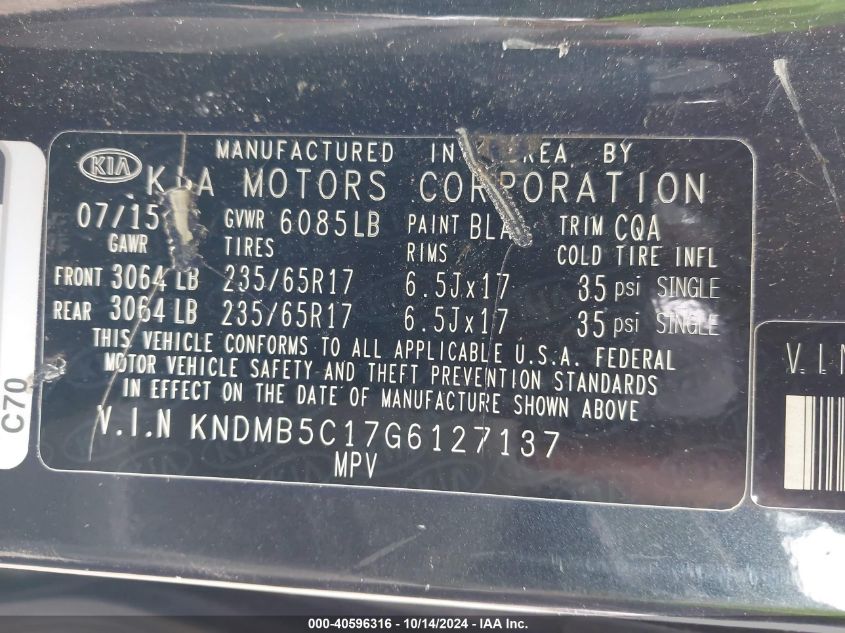 MANUFACTURED IN KOREA BY
KIA
KIA MOTORS CORPORATION
07/15 GVWR 6085LB PAINT TRIM CQA
GAWR TIRES RIMS COLD TIRE INFL
FRONT 3064 LB 235/65R17 6.5Jx17 35 psi SINGLE
REAR 3064 LB 235/65R17 6.5Jx17 35 psi SINGLE
THIS VEHICLE CONFORMS TO ALL APPLICABLE U.S.A. FEDERAL
MOTOR VEHICLE SAFETY AND THEFT PREVENTION STANDARDS
IN EFFECT ON THE DATE OF MANUFACTURE SHOWN ABOVE
V.I.N KNDMB5C17G6127137
MPV
C70
V.I.N
000-40596316 - 10/14/2024 - IAA Inc.